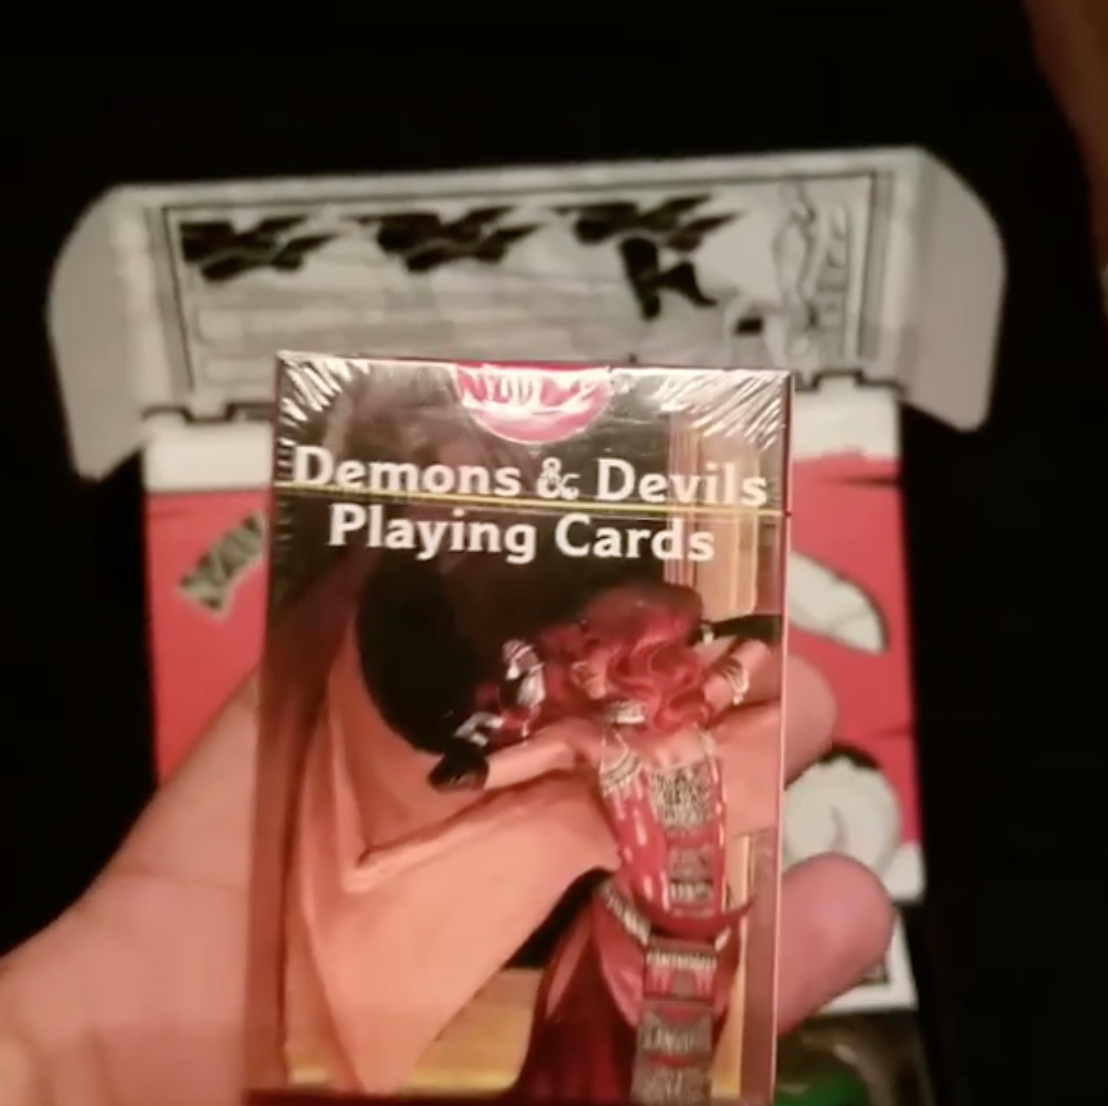 Demons & Devils
Playing Cards